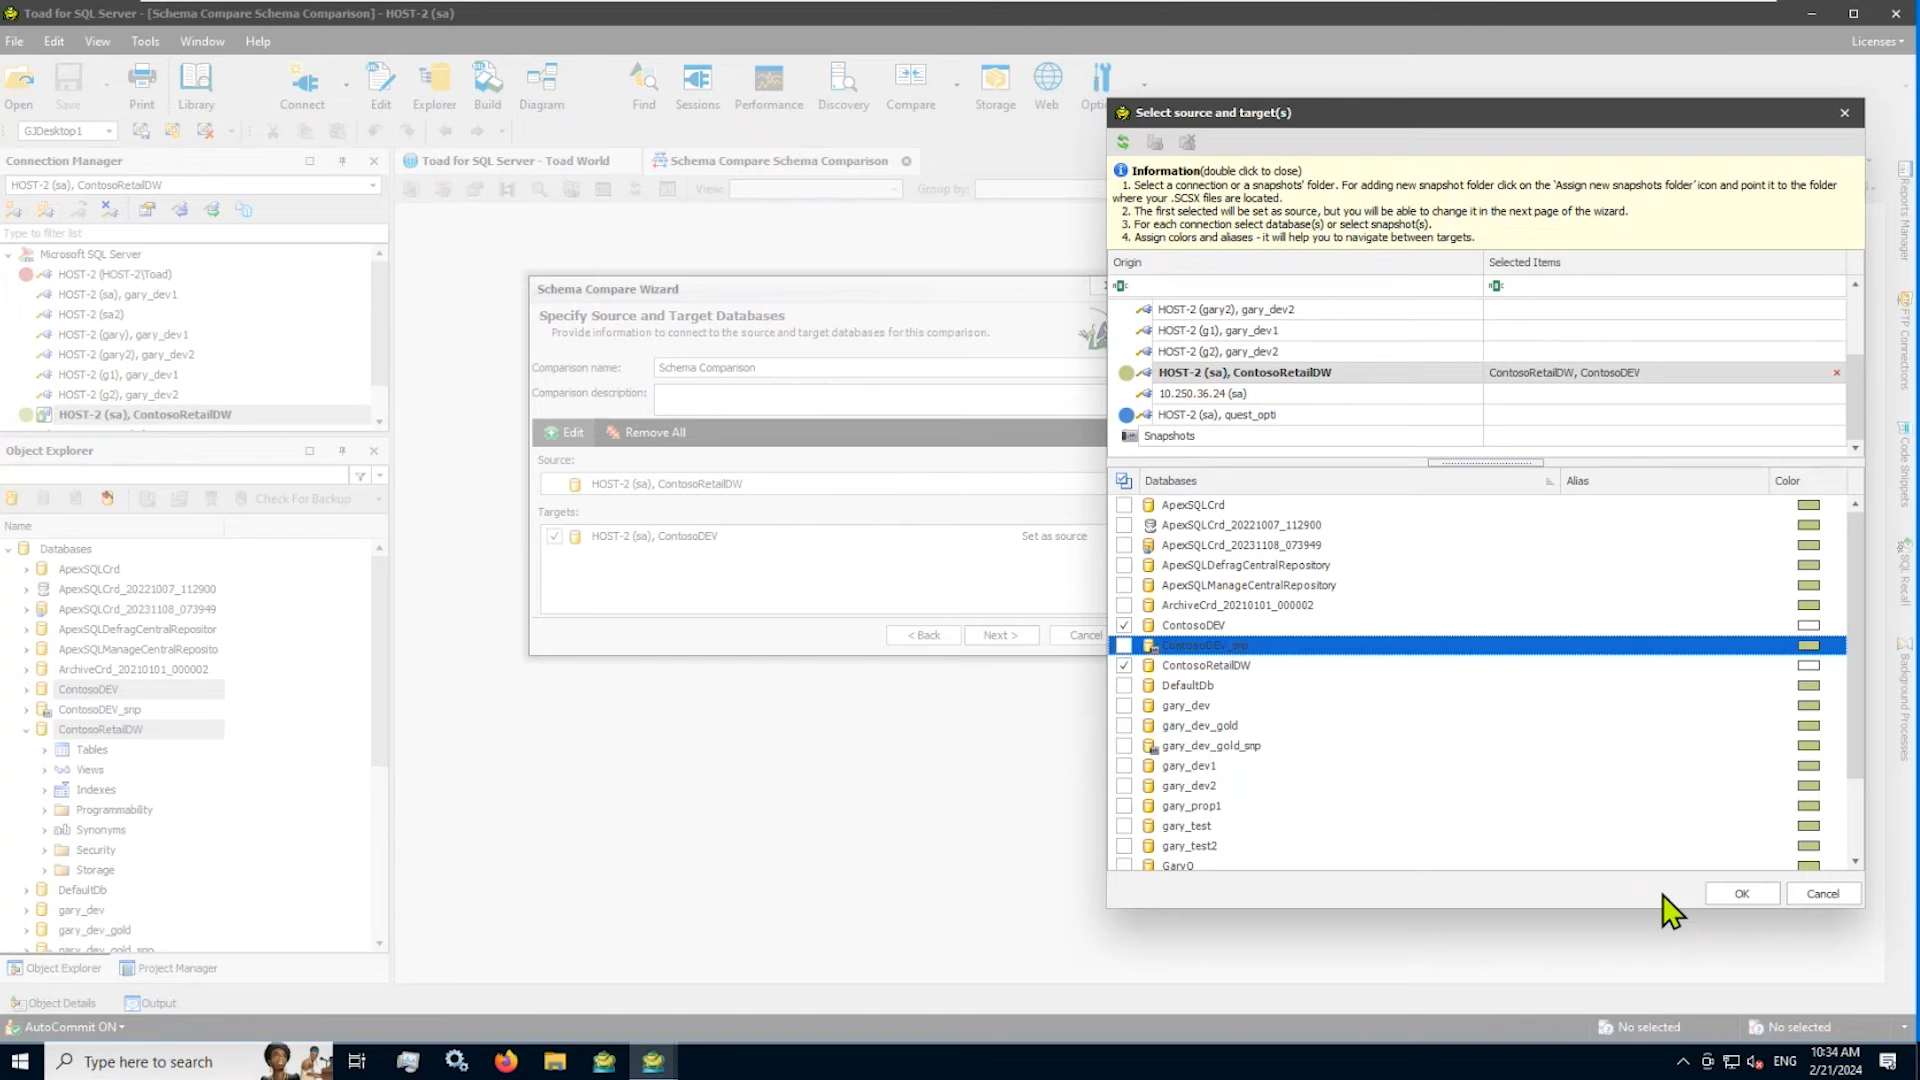 Toad for SQL Server - [Schema Compare Schema Comparison] - HOST-2 (sa)
File Edit View Tools Window Help Licenses
Open Save Print Library Connect Edit Explorer Build Diagram Find Sessions Performance Discovery Compare Storage Web Opti
GJDesktop1
Connection Manager
HOST-2 (sa), ContosoRetailDW
Type to filter list
Microsoft SQL Server
HOST-2 (HOST-2\Toad)
HOST-2 (sa), gary_dev1
HOST-2 (sa2)
HOST-2 (gary), gary_dev1
HOST-2 (gary2), gary_dev2
HOST-2 (g1), gary_dev1
HOST-2 (g2), gary_dev2
HOST-2 (sa), ContosoRetailDW
Object Explorer
Check For Backup
Name
Databases
ApexSQLCrd
ApexSQLCrd_20221007_112900
ApexSQLCrd_20231108_073949
ApexSQLDefragCentralRepositor
ApexSQLManageCentralReposito
ArchiveCrd_20210101_000002
ContosoDEV
ContosoDEV_snp
ContosoRetailDW
Tables
Views
Indexes
Programmability
Synonyms
Security
Storage
DefaultDb
gary_dev
gary_dev_gold
gary_dev_gold_snp
Object Explorer Project Manager
Object Details Output
AutoCommit ON
Toad for SQL Server - Toad World Schema Compare Schema Comparison
View: Group by:
Schema Compare Wizard
Specify Source and Target Databases
Provide information to connect to the source and target databases for this comparison.
Comparison name: Schema Comparison
Comparison description:
Edit Remove All
Source:
HOST-2 (sa), ContosoRetailDW
Targets:
HOST-2 (sa), ContosoDEV Set as source
< Back Next > Cancel
Select source and target(s)
Information(double click to close)
1. Select a connection or a snapshots' folder. For adding new snapshot folder click on the 'Assign new snapshots folder' icon and point it to the folder
where your .SCSX files are located.
2. The first selected will be set as source, but you will be able to change it in the next page of the wizard.
3. For each connection select database(s) or select snapshot(s).
4. Assign colors and aliases - it will help you to navigate between targets.
Origin Selected Items
HOST-2 (gary2), gary_dev2
HOST-2 (g1), gary_dev1
HOST-2 (g2), gary_dev2
HOST-2 (sa), ContosoRetailDW ContosoRetailDW, ContosoDEV
10.250.36.24 (sa)
HOST-2 (sa), quest_opti
Snapshots
Databases Alias Color
ApexSQLCrd
ApexSQLCrd_20221007_112900
ApexSQLCrd_20231108_073949
ApexSQLDefragCentralRepository
ApexSQLManageCentralRepository
ArchiveCrd_20210101_000002
ContosoDEV
ContosoDEV_snp
ContosoRetailDW
DefaultDb
gary_dev
gary_dev_gold
gary_dev_gold_snp
gary_dev1
gary_dev2
gary_prop1
gary_test
gary_test2
GaryO
OK Cancel
Reports Manager
FTP Connections
Code Snippets
SQL Recall
Background Processes
No selected No selected
Type here to search
ENG
10:34 AM
2/21/2024